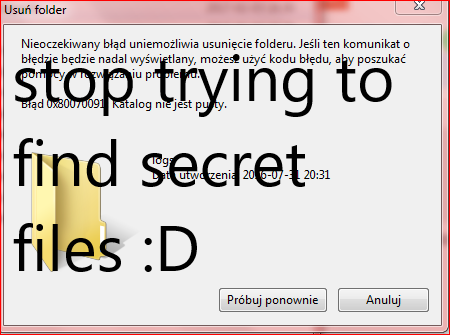 Usuń folder
Nieoczekiwany błąd uniemożliwia usunięcie folderu. Jeśli ten komunikat o
błędzie będzie nadal wyświetlany, możesz użyć kodu błędu, aby poszukać
pomocy w rozwiązaniu problemu.
stop trying to
Błąd 0x80070091: Katalog nie jest pusty.
find secret
logs
Data utworzenia: 2016-07-31 20:31
files :D
Próbuj ponownie
Anuluj